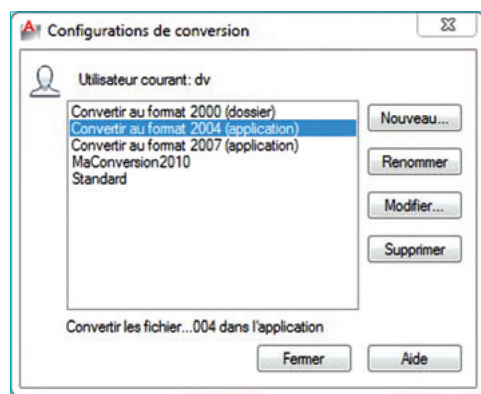 Configurations de conversion
Utilisateur courant: dv
Convertir au format 2000 (dossier)
Convertir au format 2004 (application)
Convertir au format 2007 (application)
MaConversion2010
Standard
Nouveau...
Renommer
Modifier...
Supprimer
Convertir les fichier...004 dans l'application
Fermer
Aide